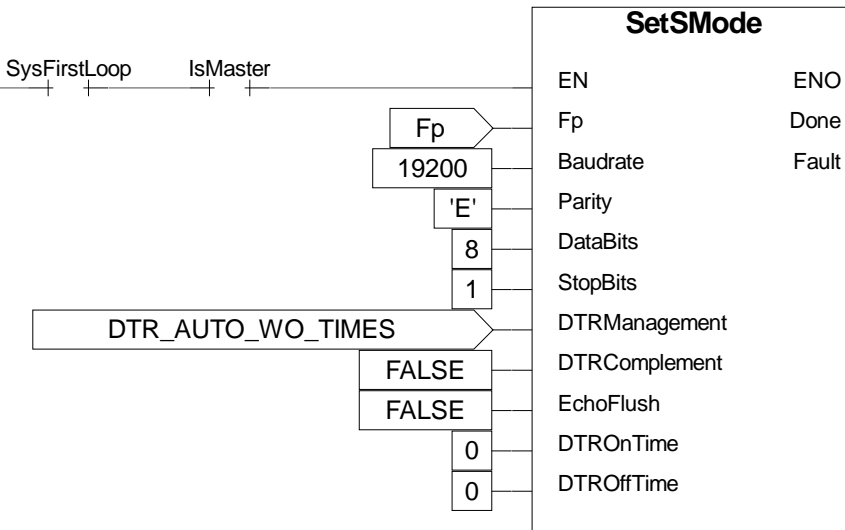 SetSMode
SysFirstLoop IsMaster EN ENO
Fp Fp Done
19200 Baudrate Fault
'E' Parity
8 DataBits
1 StopBits
DTR_AUTO_WO_TIMES DTRManagement
FALSE DTRComplement
FALSE EchoFlush
0 DTROnTime
0 DTROffTime